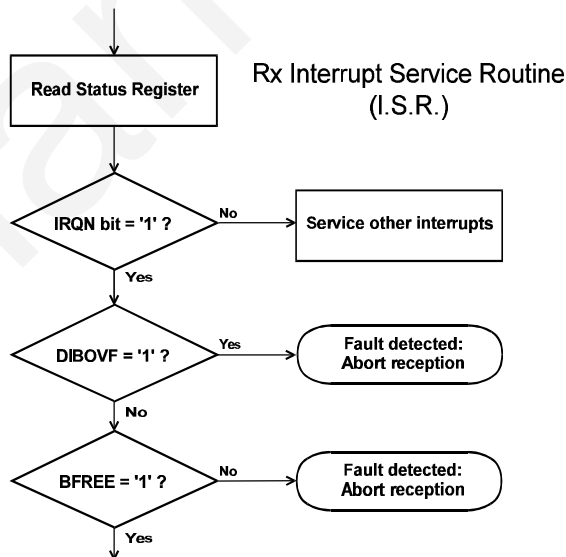 Rx Interrupt Service Routine
(I.S.R.)
Read Status Register
IRQN bit = '1' ?
No
Service other interrupts
Yes
DIBOVF = '1' ?
Yes
Fault detected:
Abort reception
No
BFREE = '1' ?
No
Fault detected:
Abort reception
Yes